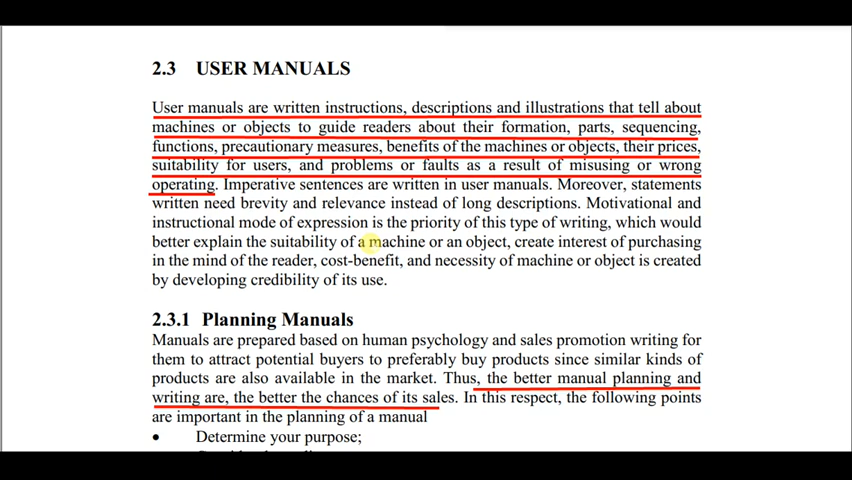 2.3 USER MANUALS
User manuals are written instructions, descriptions and illustrations that tell about
machines or objects to guide readers about their formation, parts, sequencing,
functions, precautionary measures, benefits of the machines or objects, their prices,
suitability for users, and problems or faults as a result of misusing or wrong
operating. Imperative sentences are written in user manuals. Moreover, statements
written need brevity and relevance instead of long descriptions. Motivational and
instructional mode of expression is the priority of this type of writing, which would
better explain the suitability of a machine or an object, create interest of purchasing
in the mind of the reader, cost-benefit, and necessity of machine or object is created
by developing credibility of its use.
2.3.1 Planning Manuals
Manuals are prepared based on human psychology and sales promotion writing for
them to attract potential buyers to preferably buy products since similar kinds of
products are also available in the market. Thus, the better manual planning and
writing are, the better the chances of its sales. In this respect, the following points
are important in the planning of a manual
• Determine your purpose;